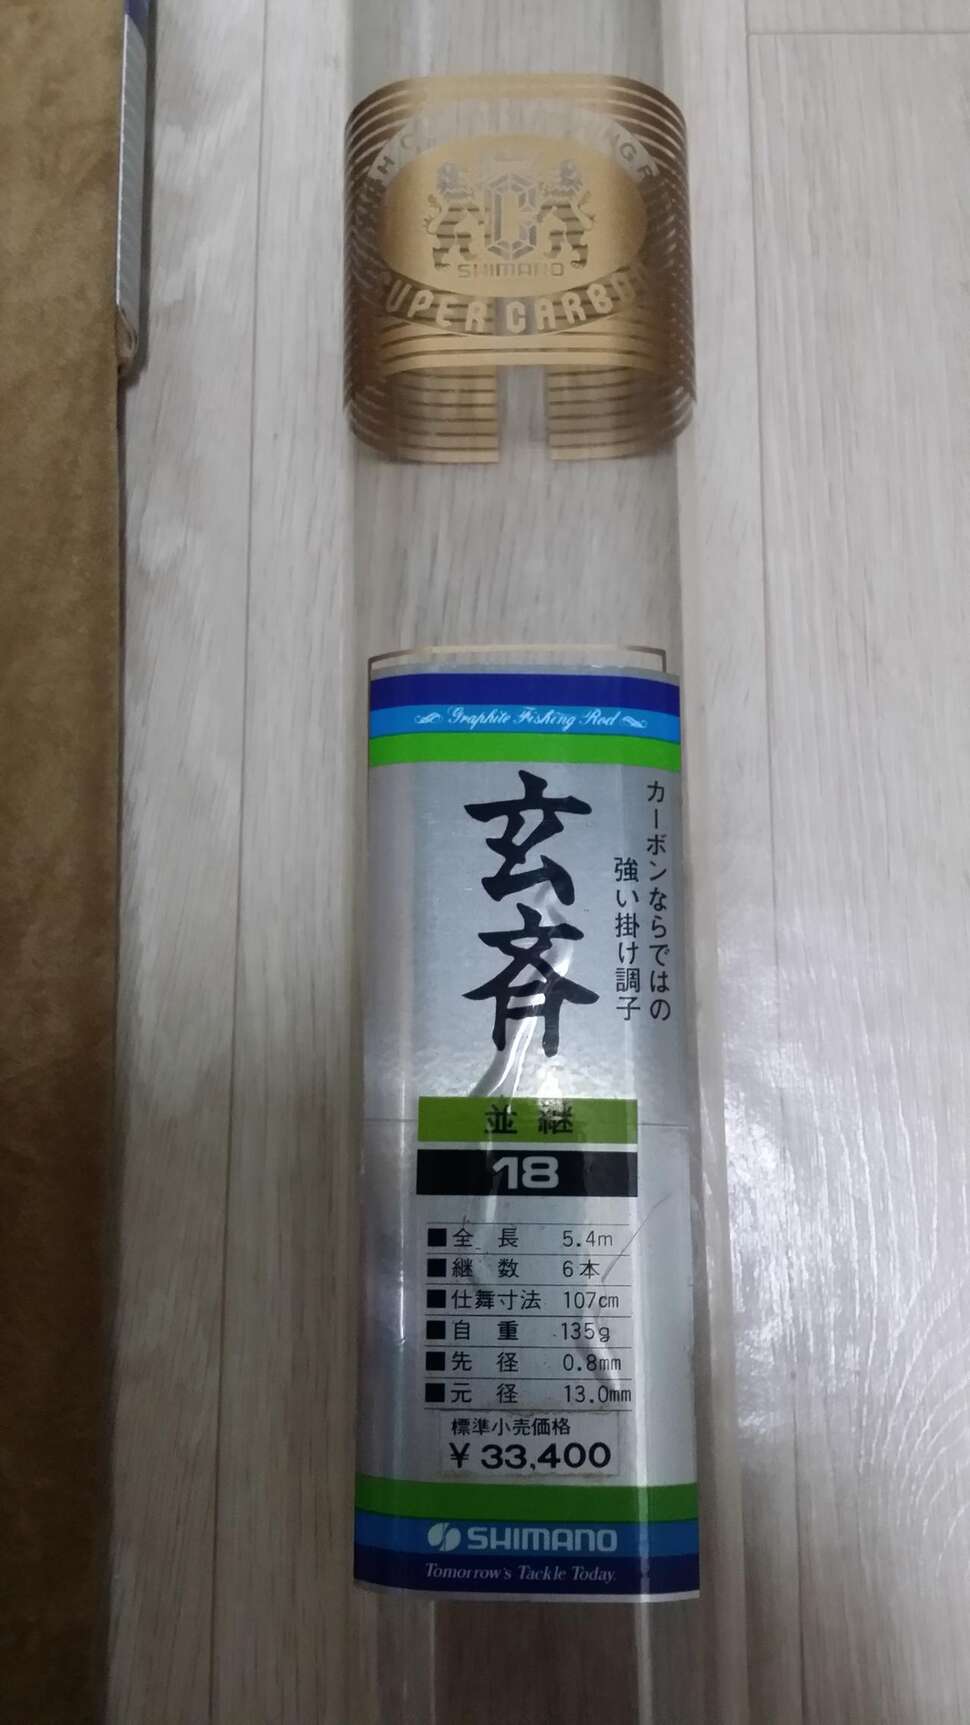 SHIMANO
SUPER CARBON
Graphite Fishing Rod
カーボンならではの
強い掛け調子
玄斉
並継
18
■全長 5.4m
■継数 6本
■仕舞寸法 107cm
■自重 135g
■先径 0.8mm
■元径 13.0mm
標準小売価格
¥33,400
SHIMANO
Tomorrow's Tackle Today.